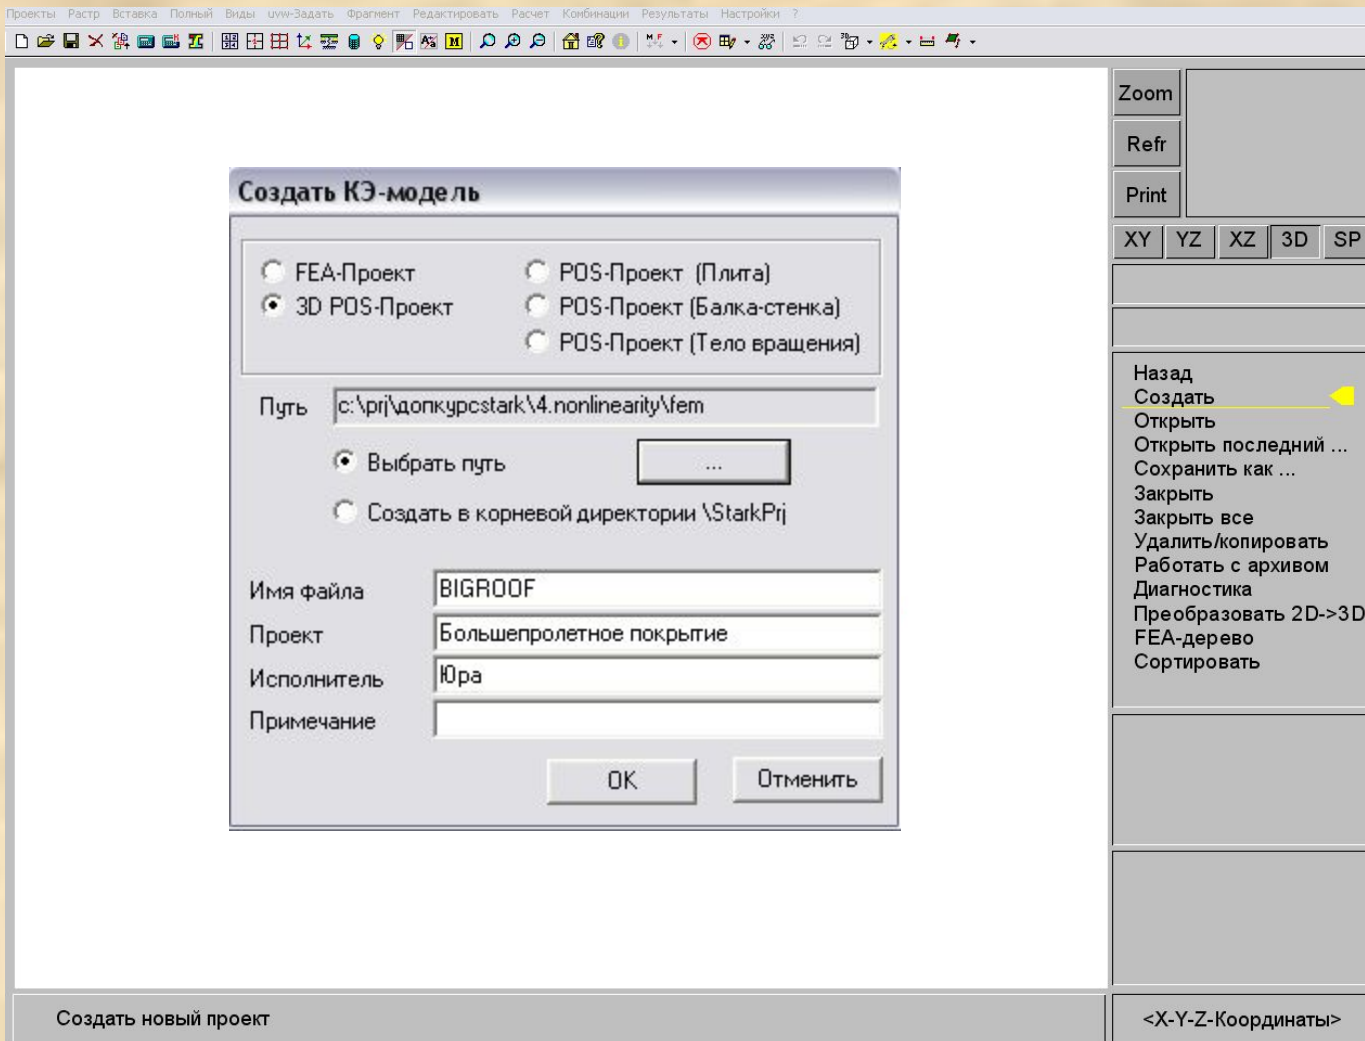 Проекты Растр Вставка Полный Виды uvw-Задать Фрагмент Редактировать Расчет Комбинации Результаты Настройки ?
Zoom
Refr
Print
XY YZ XZ 3D SP
Создать КЭ-модель
FEA-Проект
POS-Проект (Плита)
3D POS-Проект
POS-Проект (Балка-стенка)
POS-Проект (Тело вращения)
Путь c:\prj\допкурсstark\4.nonlinearity\fem
Выбрать путь ...
Создать в корневой директории \StarkPrj
Имя файла BIGROOF
Проект Большепролетное покрытие
Исполнитель Юра
Примечание
OK Отменить
Назад
Создать
Открыть
Открыть последний ...
Сохранить как ...
Закрыть
Закрыть все
Удалить/копировать
Работать с архивом
Диагностика
Преобразовать 2D->3D
FEA-дерево
Сортировать
Создать новый проект
<X-Y-Z-Координаты>